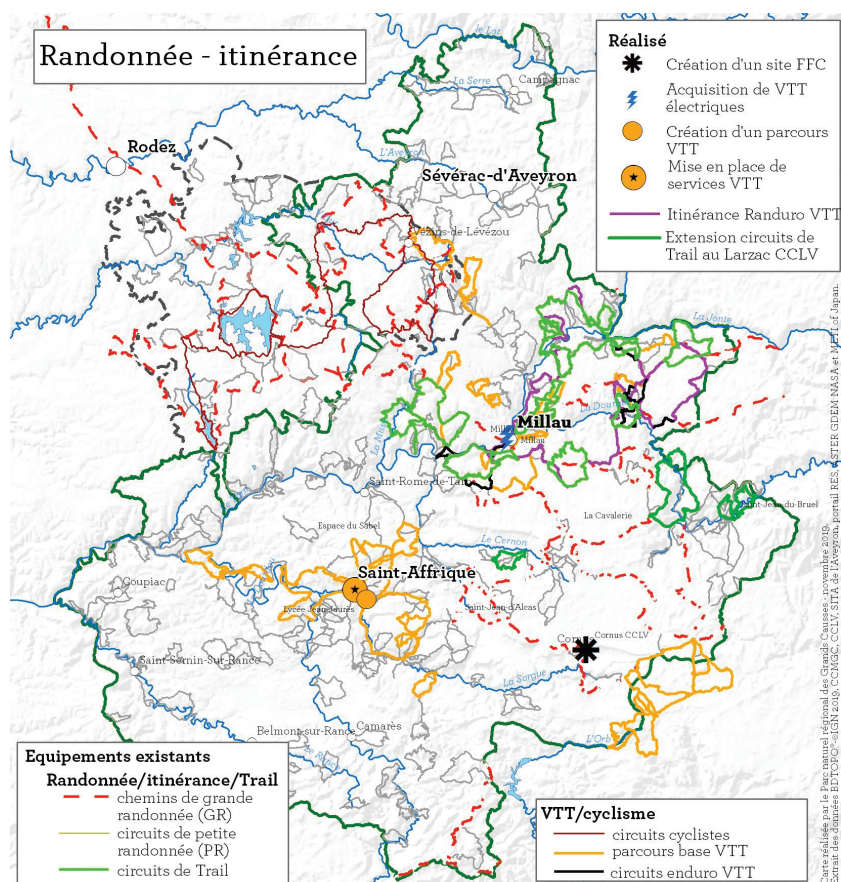 Randonnée - itinérance
Réalisé
Création d'un site FFC
Acquisition de VTT
électriques
Création d'un parcours
VTT
Mise en place de
services VTT
Itinérance Randuro VTT
Extension circuits de
Trail au Larzac CCLV
le Lot
La Serre
Campagnac
Rodez
L'Aveyron
Sévérac-d'Aveyron
Vézins-de-Lévézou
La Jonte
La Dourbie
Millau
Millau
Saint-Rome-de-Tarn
Espace du Sabel
La Cavalerie
Saint-Jean-du-Bruel
Le Cernon
Saint-Affrique
Coupiac
Lycée Jean Jaurès
Saint-Jean-d'Alcas
Cornus
Cornus CCLV
Saint-Sernin-Sur-Rance
La Sorgue
Belmont-sur-Rance
Camarès
L'Orb
Equipements existants
Randonnée/itinérance/Trail
chemins de grande
randonnée (GR)
circuits de petite
randonnée (PR)
circuits de Trail
VTT/cyclisme
circuits cyclistes
parcours base VTT
circuits enduro VTT
Carte réalisée par le Parc naturel régional des Grands Causses - novembre 2019.
Extrait des données BDTOPO®-©IGN 2019, CCMGC, CCLV, SITA de l'Aveyron, portail RES, ASTER GDEM NASA et METI of Japan.